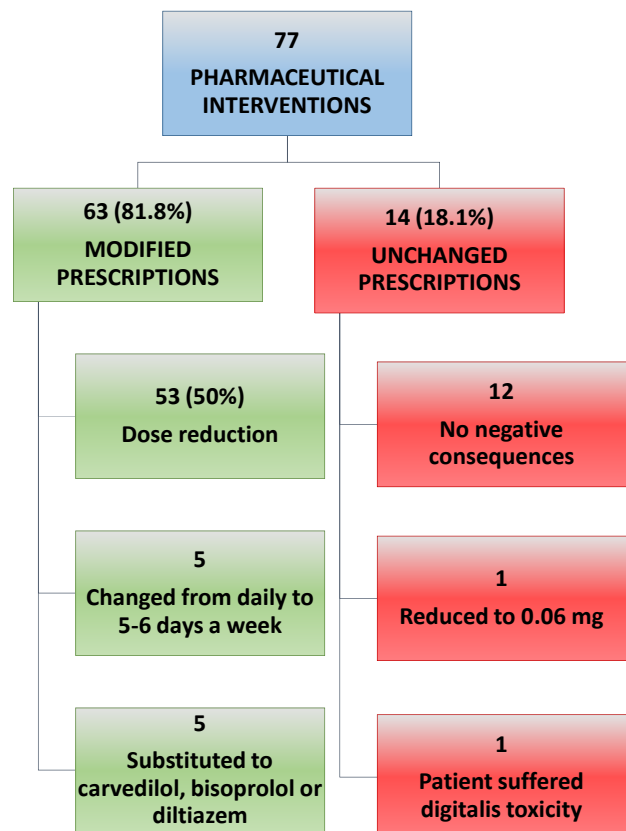 77
PHARMACEUTICAL
INTERVENTIONS
63 (81.8%)
MODIFIED
PRESCRIPTIONS
14 (18.1%)
UNCHANGED
PRESCRIPTIONS
53 (50%)
Dose reduction
12
No negative
consequences
5
Changed from daily to
5-6 days a week
1
Reduced to 0.06 mg
5
Substituted to
carvedilol, bisoprolol or
diltiazem
1
Patient suffered
digitalis toxicity